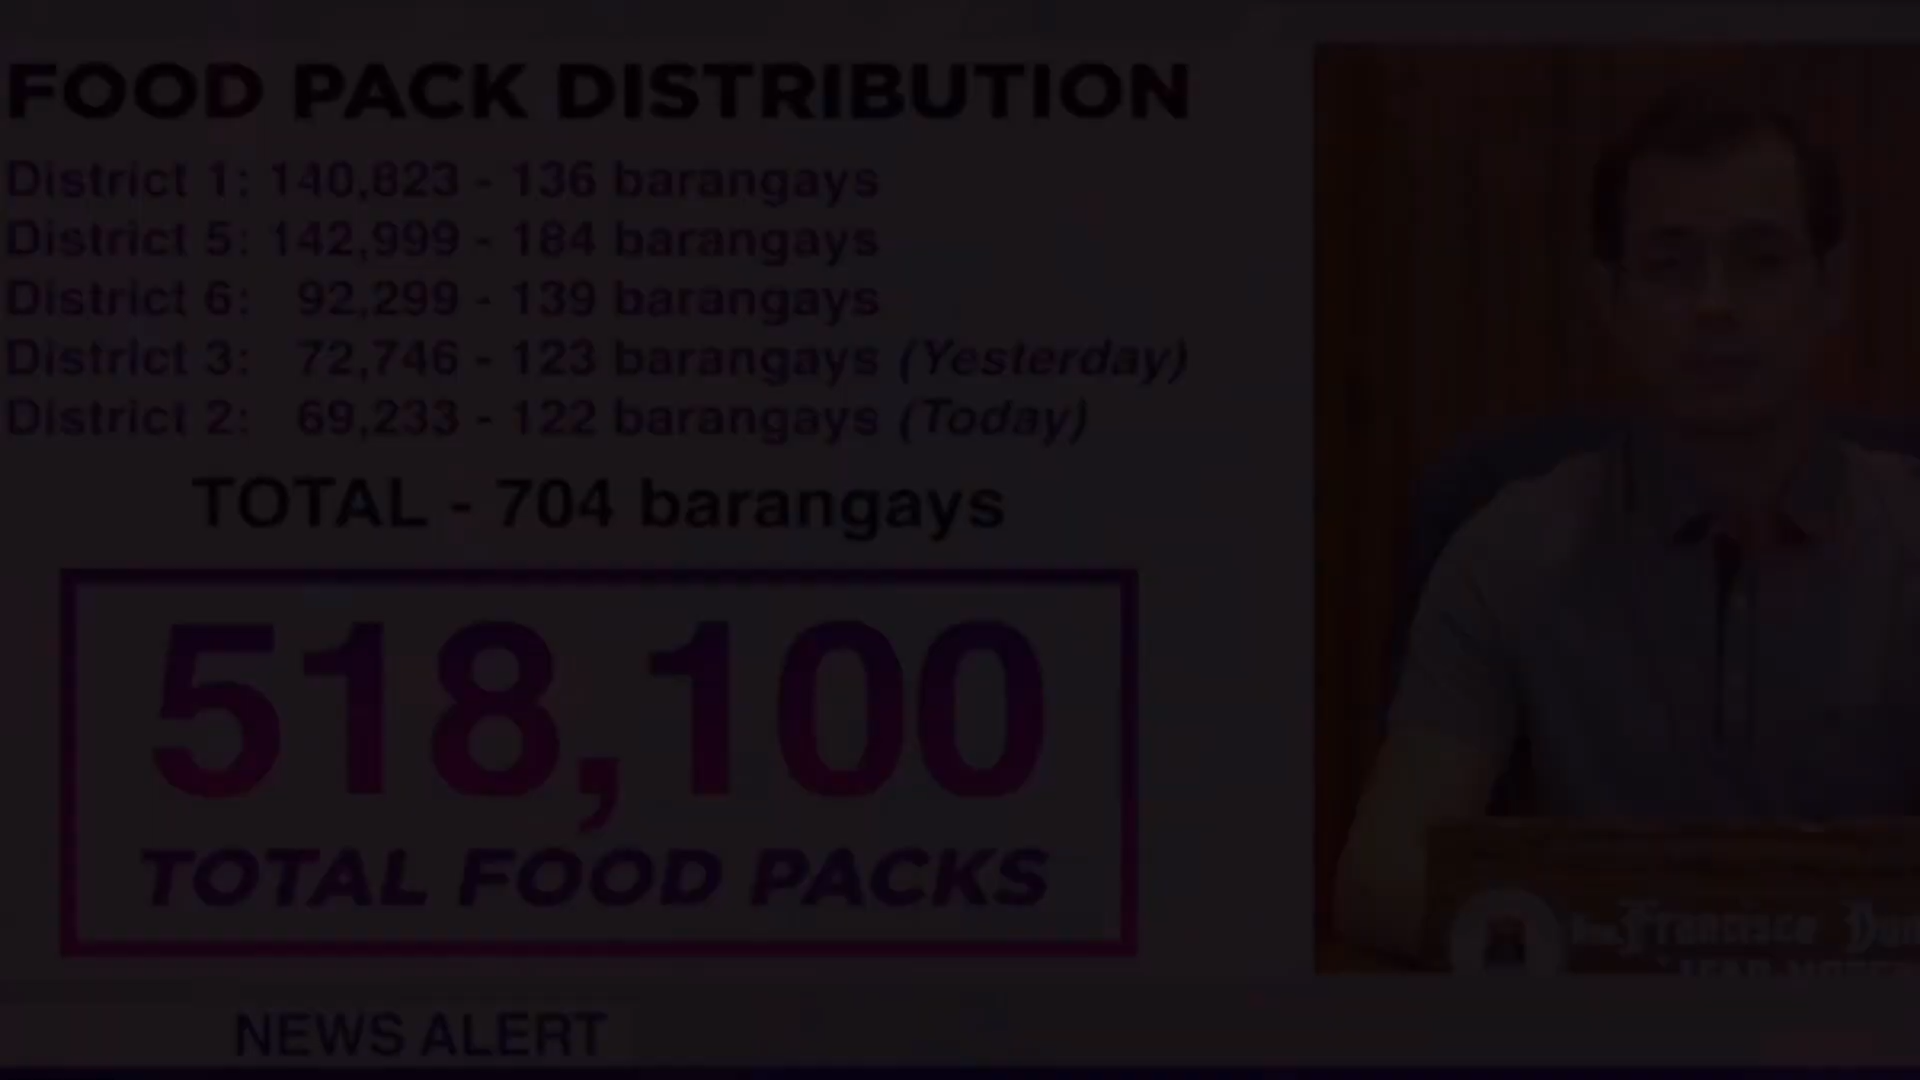 FOOD PACK DISTRIBUTION
District 1: 140,823 - 136 barangays
District 5: 142,999 - 184 barangays
District 6: 92,299 - 139 barangays
District 3: 72,746 - 123 barangays (Yesterday)
District 2: 69,233 - 122 barangays (Today)
TOTAL - 704 barangays
518,100
TOTAL FOOD PACKS
Francisco
NEWS ALERT